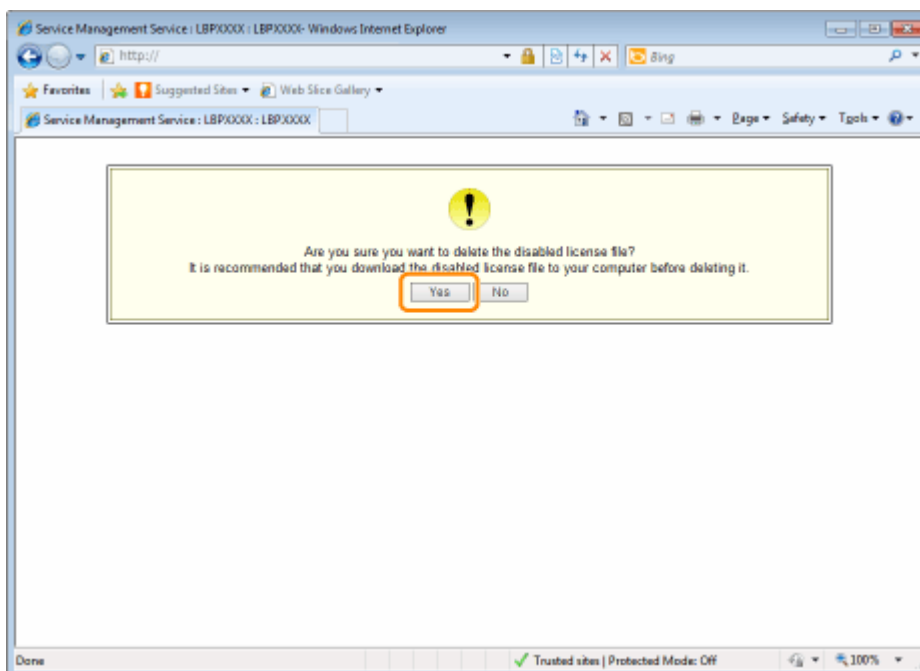 Service Management Service : LBPXXXX : LBPXXXX- Windows Internet Explorer
http://
Bing
Favorites Suggested Sites Web Slice Gallery
Service Management Service : LBPXXXX : LBPXXXX Page Safety Tools
Are you sure you want to delete the disabled license file?
It is recommended that you download the disabled license file to your computer before deleting it.
Yes No
Done Trusted sites | Protected Mode: Off 100%